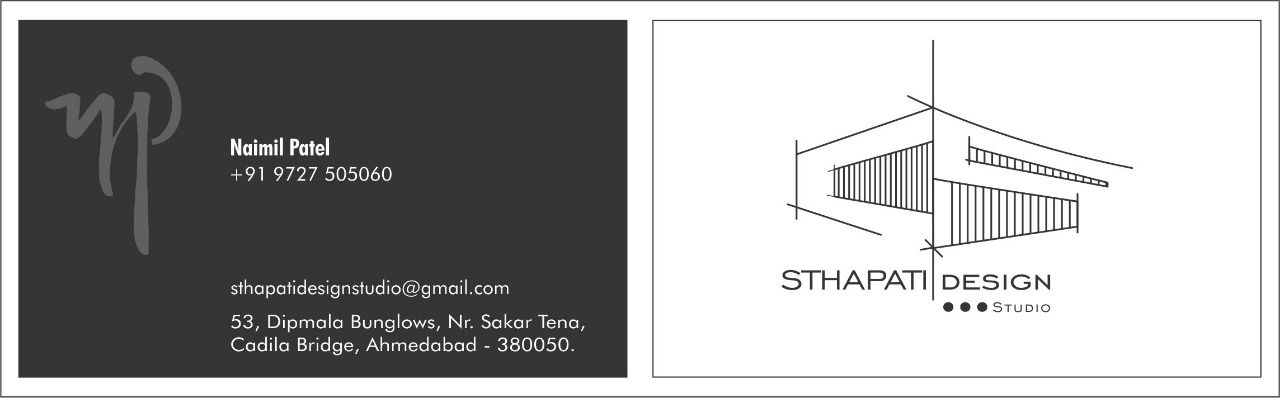 np
Naimil Patel
+91 9727 505060
sthapatidesignstudio@gmail.com
53, Dipmala Bunglows, Nr. Sakar Tena,
Cadila Bridge, Ahmedabad - 380050.
STHAPATI DESIGN
STUDIO